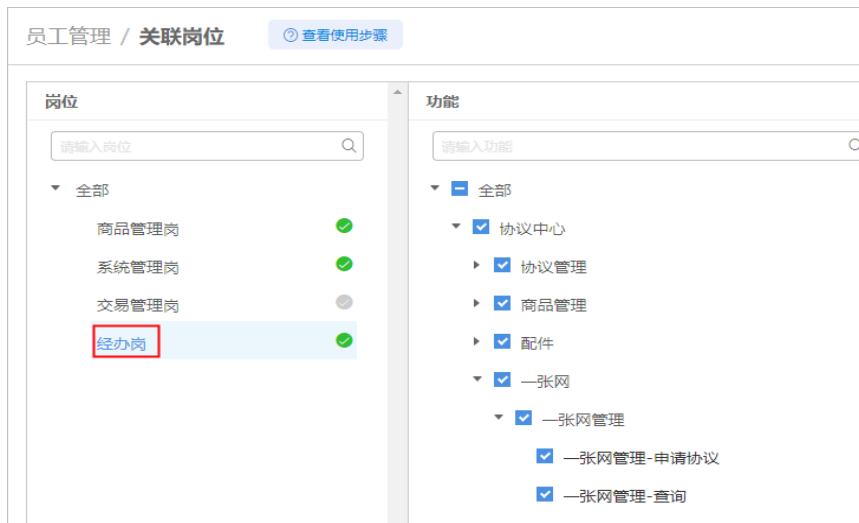 员工管理 / 关联岗位
查看使用步骤
岗位
请输入岗位
全部
商品管理岗
系统管理岗
交易管理岗
经办岗
功能
请输入功能
全部
协议中心
协议管理
商品管理
配件
一张网
一张网管理
一张网管理-申请协议
一张网管理-查询